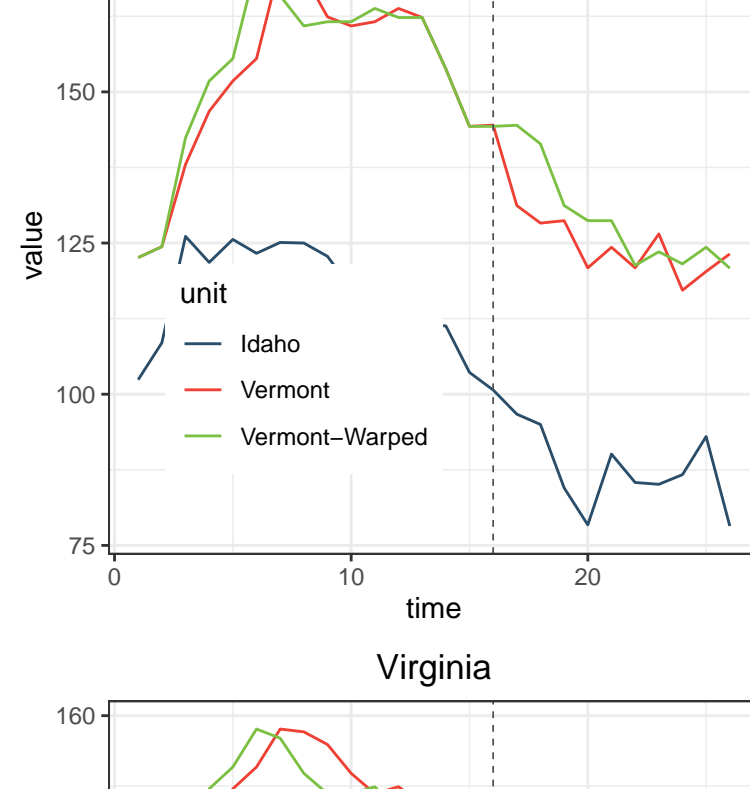 150
125
100
75
value
unit
Idaho
Vermont
Vermont−Warped
0 10 20
time
Virginia
160